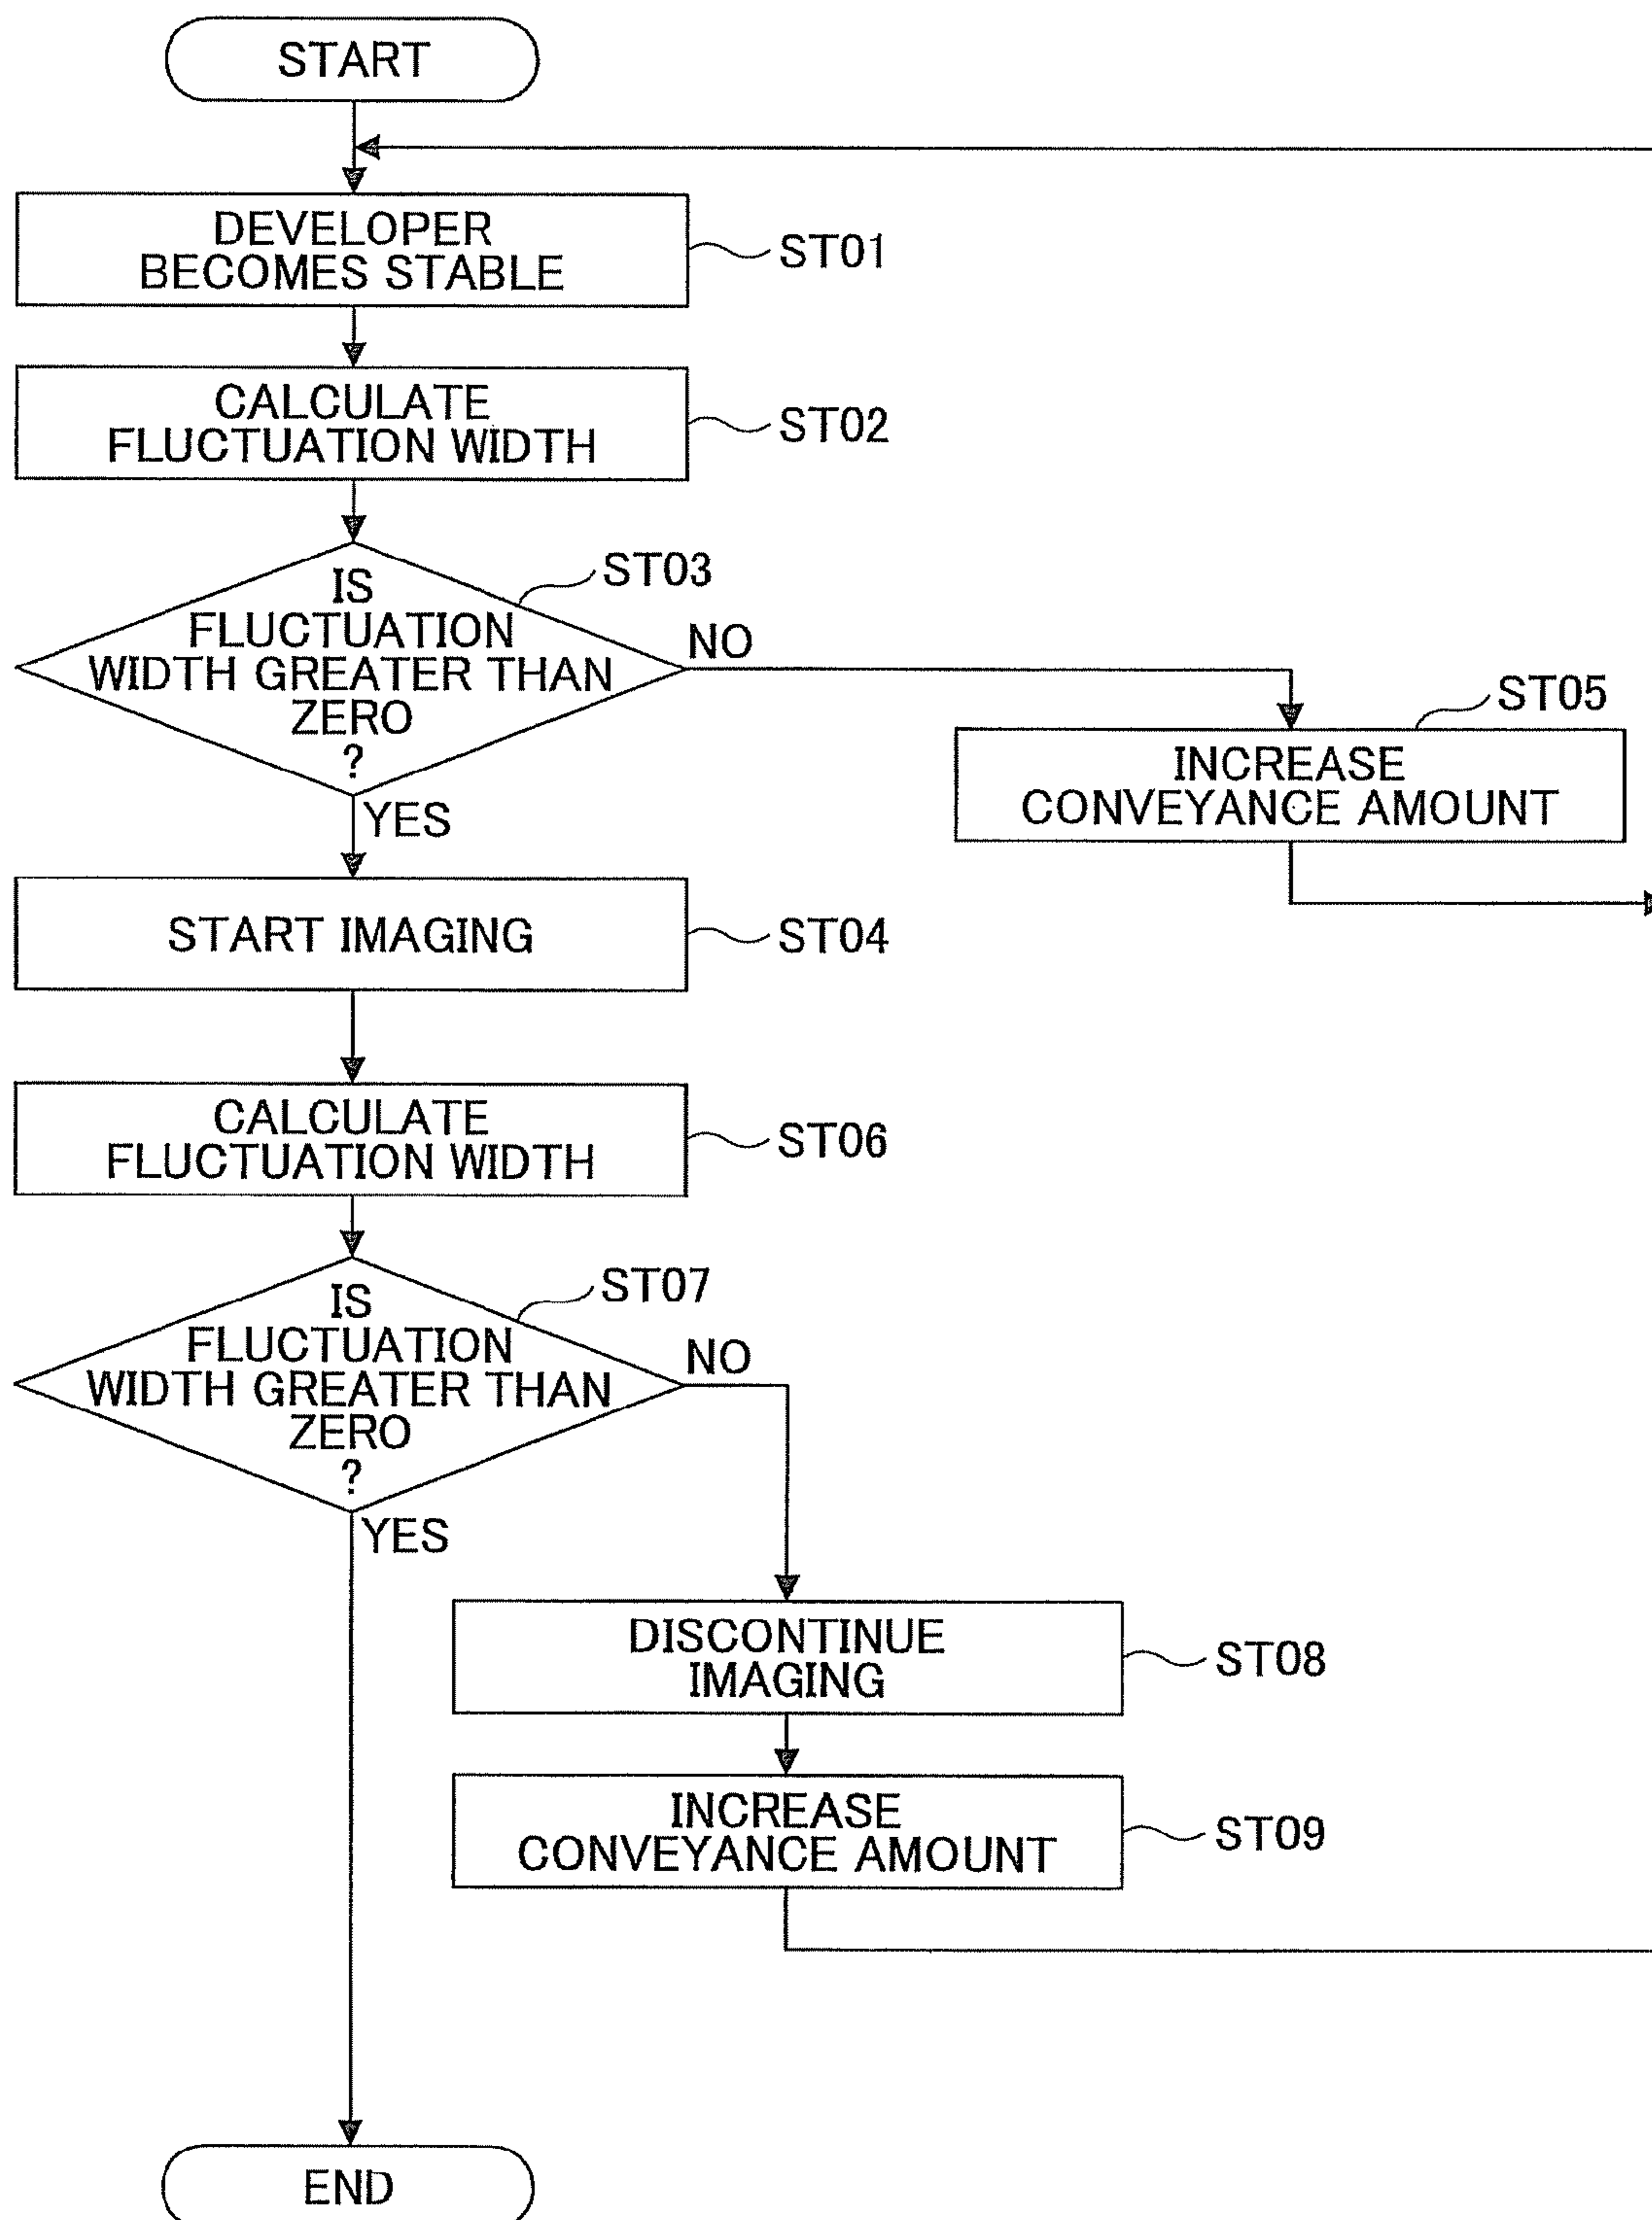 START
DEVELOPER
BECOMES STABLE
ST01
CALCULATE
FLUCTUATION WIDTH
ST02
IS
FLUCTUATION
WIDTH GREATER THAN
ZERO
?
ST03
NO
YES
ST05
INCREASE
CONVEYANCE AMOUNT
START IMAGING
ST04
CALCULATE
FLUCTUATION WIDTH
ST06
IS
FLUCTUATION
WIDTH GREATER THAN
ZERO
?
ST07
NO
YES
DISCONTINUE
IMAGING
ST08
INCREASE
CONVEYANCE AMOUNT
ST09
END